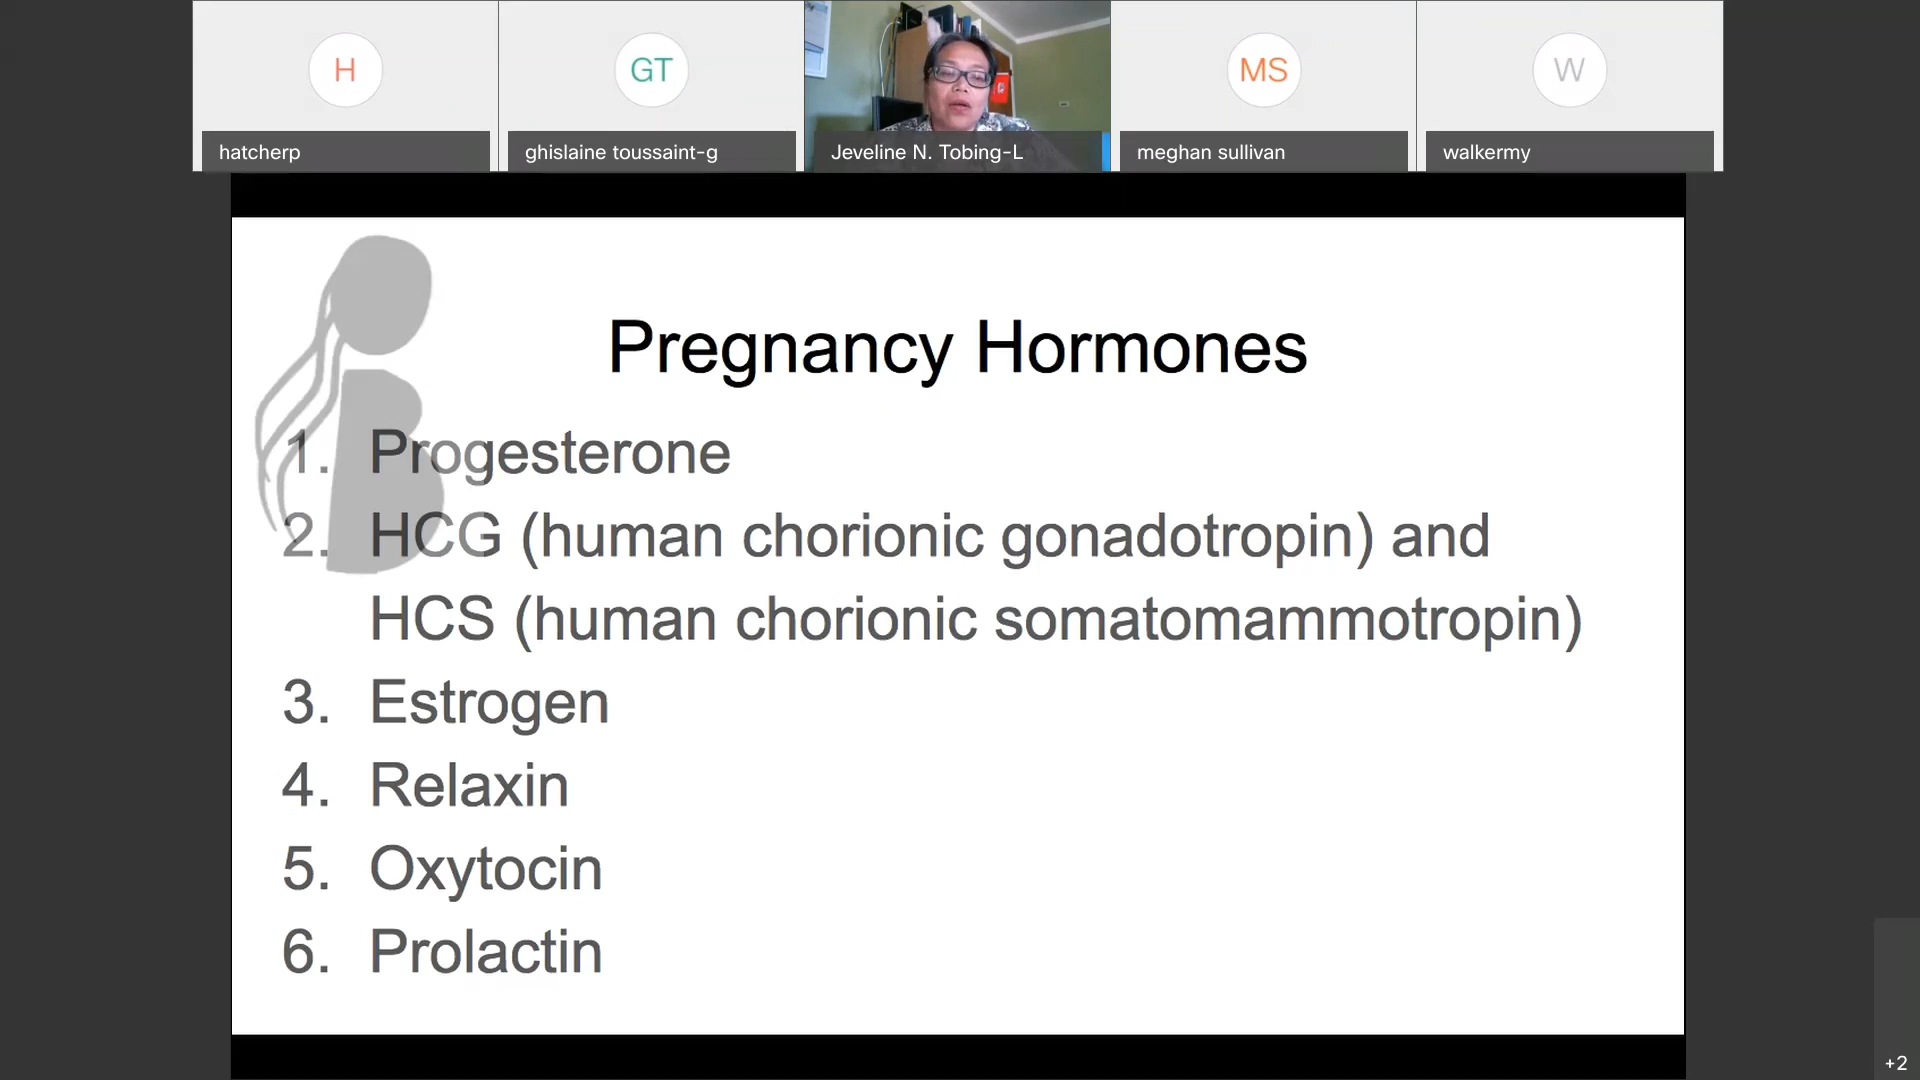 H
GT
MS
W
hatcherp
ghislaine toussaint-g
Jeveline N. Tobing-L
meghan sullivan
walkermy
Pregnancy Hormones
1. Progesterone
2. HCG (human chorionic gonadotropin) and
HCS (human chorionic somatomammotropin)
3. Estrogen
4. Relaxin
5. Oxytocin
6. Prolactin
+2